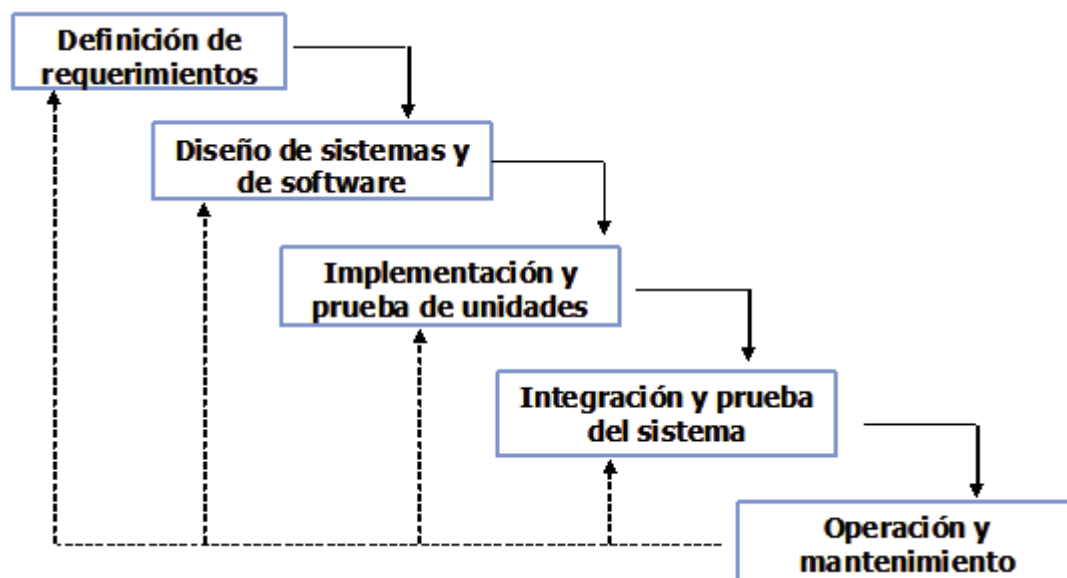 Definición de
requerimientos
Diseño de sistemas y
de software
Implementación y
prueba de unidades
Integración y prueba
del sistema
Operación y
mantenimiento